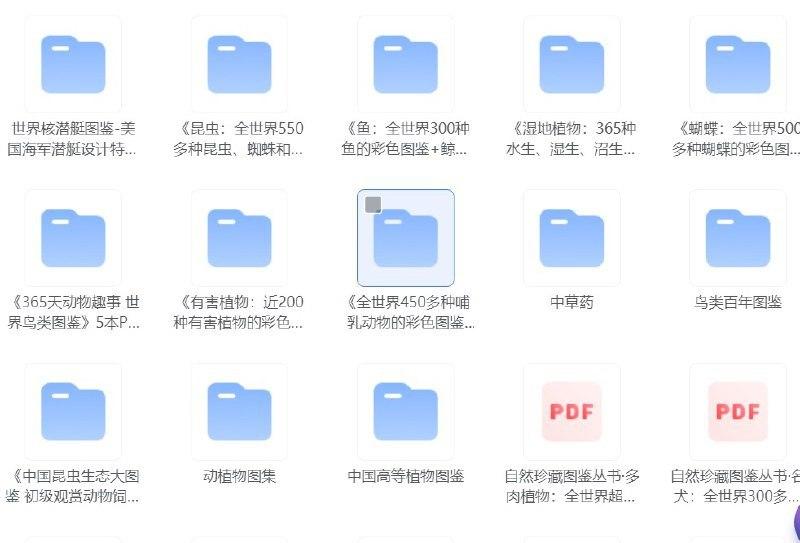 世界核潜艇图鉴-美
国海军潜艇设计特...
《昆虫：全世界550
多种昆虫、蜘蛛和...
《鱼：全世界300种
鱼的彩色图鉴+鲸...
《湿地植物：365种
水生、湿生、沼生...
《蝴蝶：全世界500
多种蝴蝶的彩色图...
《365天动物趣事 世
界鸟类图鉴》5本P...
《有害植物：近200
种有害植物的彩色...
《全世界450多种哺
乳动物的彩色图鉴...
中草药
鸟类百年图鉴
《中国昆虫生态大图
鉴 初级观赏动物饲...
动植物图集
中国高等植物图鉴
PDF
自然珍藏图鉴丛书·多
肉植物：全世界超...
PDF
自然珍藏图鉴丛书·名
犬：全世界300多...